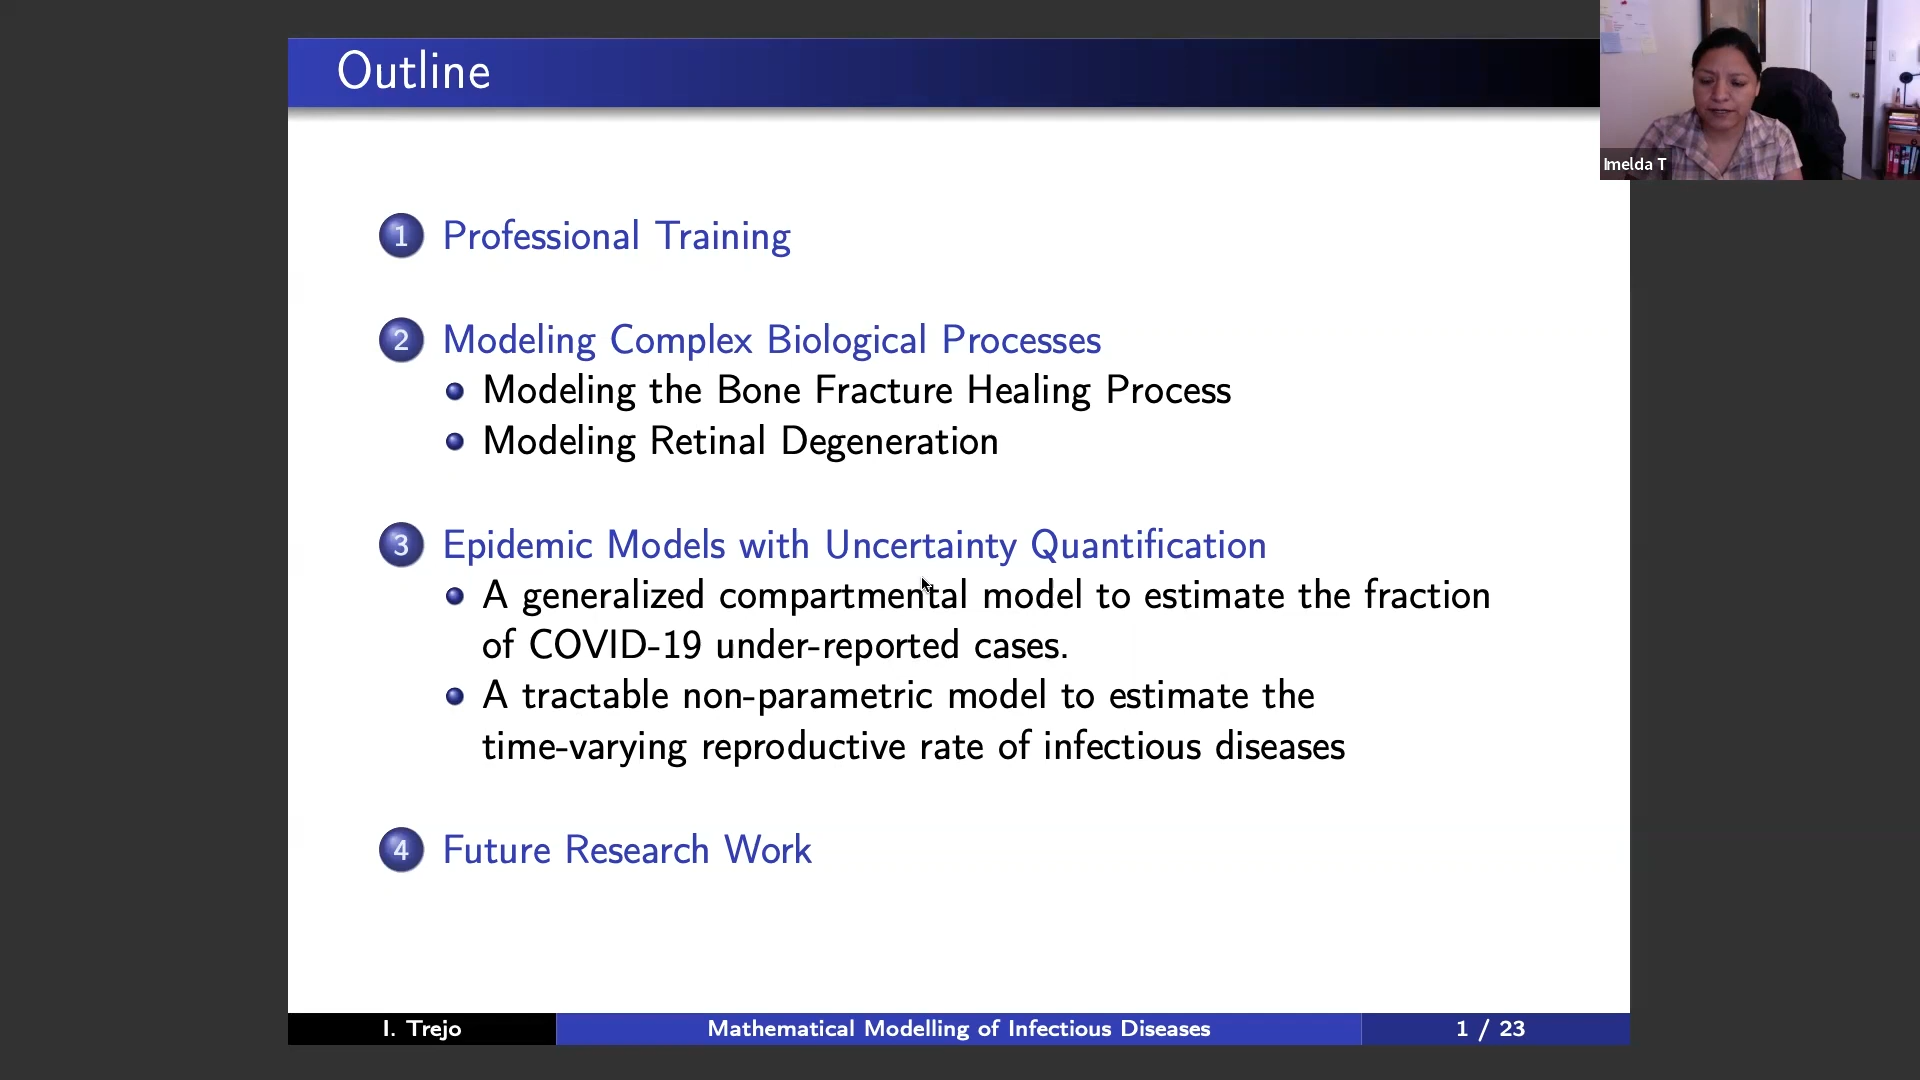 Outline
Imelda T
1 Professional Training
2 Modeling Complex Biological Processes
Modeling the Bone Fracture Healing Process
Modeling Retinal Degeneration
3 Epidemic Models with Uncertainty Quantification
A generalized compartmental model to estimate the fraction
of COVID-19 under-reported cases.
A tractable non-parametric model to estimate the
time-varying reproductive rate of infectious diseases
4 Future Research Work
I. Trejo
Mathematical Modelling of Infectious Diseases
1 / 23